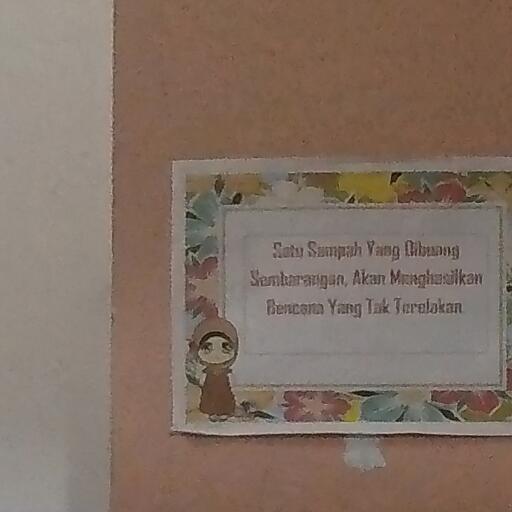 Satu Sampah Yang Dibuang
Sembarangan, Akan Menghasilkan
Bencana Yang Tak Terelakan